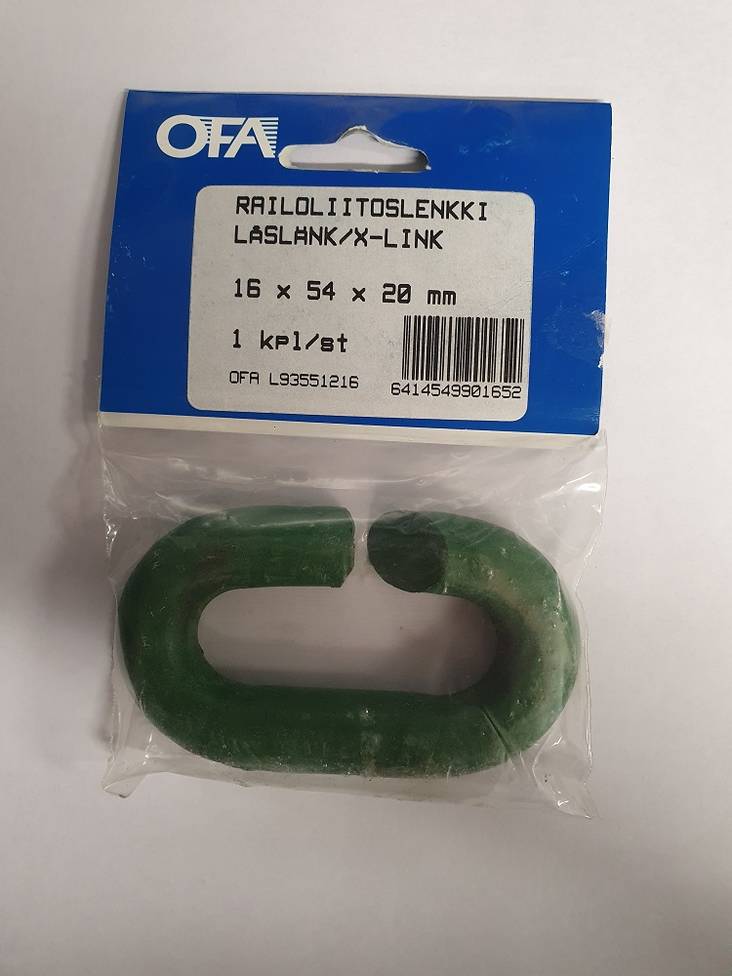 OFA
RAILOLIITOSLENKKI
LÅSLÄNK/X-LINK
16 x 54 x 20 mm
1 kpl/st
OFA L93551216
6414549901652